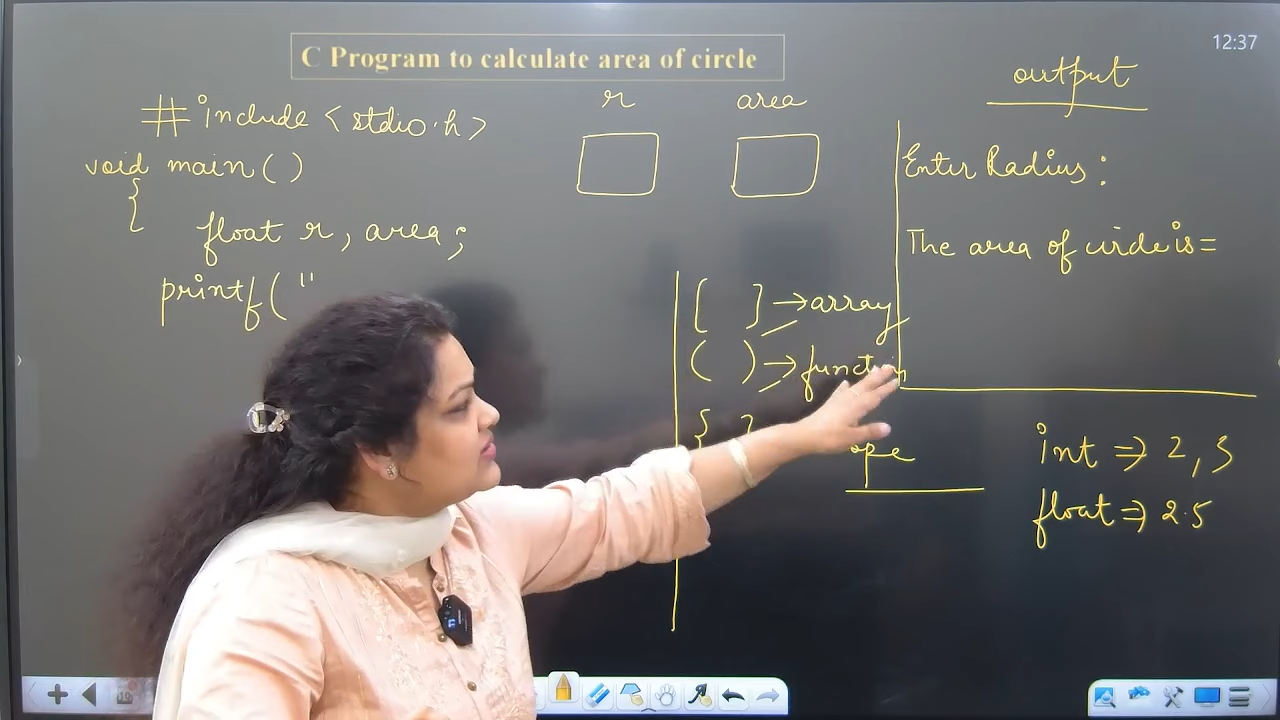 12:37
C Program to calculate area of circle
# include < stdio.h >
void main ( )
{
float r, area ;
printf ( "
r area
output
Enter Radius :
The area of circle is =
[ ] → array
( ) → function
{ }
int ⇒ 2, 3
float ⇒ 2.5